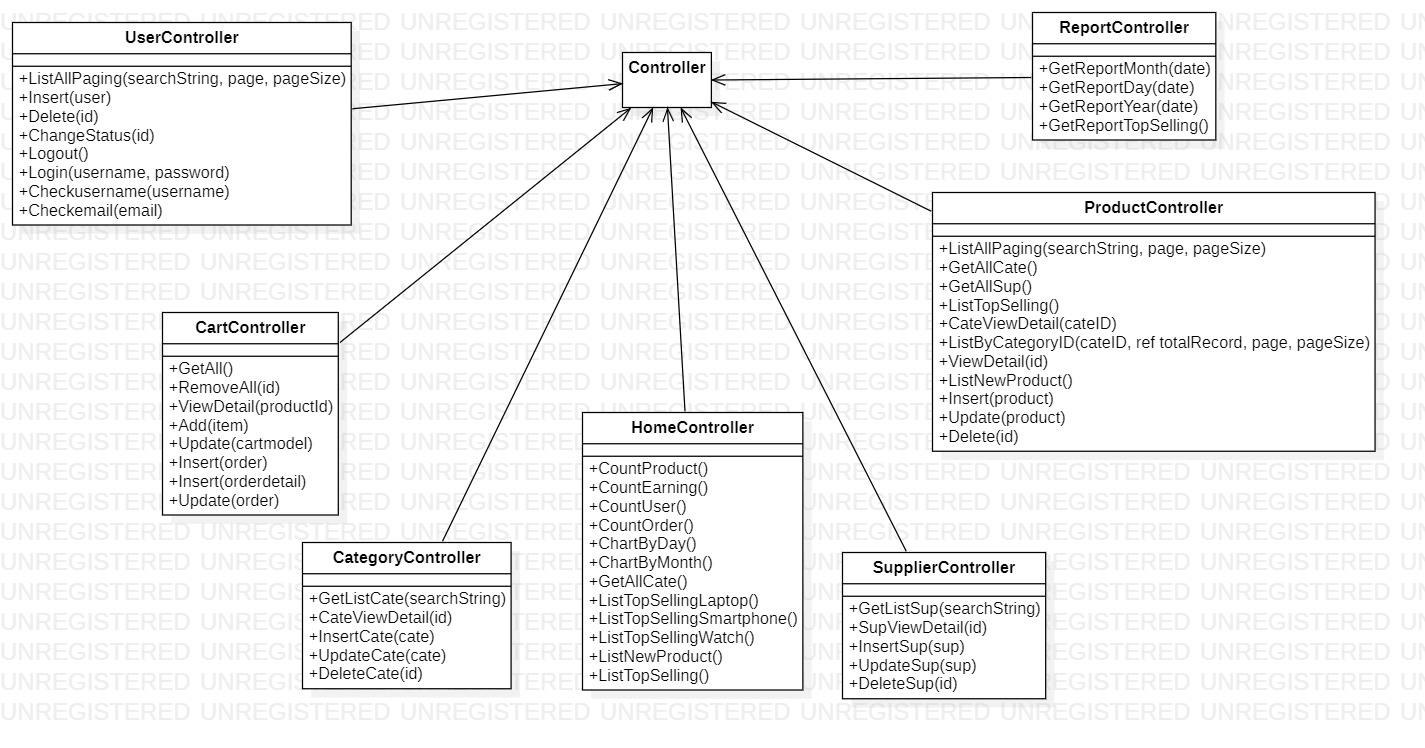 UserController
+ListAllPaging(searchString, page, pageSize)
+Insert(user)
+Delete(id)
+ChangeStatus(id)
+Logout()
+Login(username, password)
+Checkusername(username)
+Checkemail(email)
Controller
ReportController
+GetReportMonth(date)
+GetReportDay(date)
+GetReportYear(date)
+GetReportTopSelling()
ProductController
+ListAllPaging(searchString, page, pageSize)
+GetAllCate()
+GetAllSup()
+ListTopSelling()
+CateViewDetail(cateID)
+ListByCategoryID(cateID, ref totalRecord, page, pageSize)
+ViewDetail(id)
+ListNewProduct()
+Insert(product)
+Update(product)
+Delete(id)
CartController
+GetAll()
+RemoveAll(id)
+ViewDetail(productId)
+Add(item)
+Update(cartmodel)
+Insert(order)
+Insert(orderdetail)
+Update(order)
CategoryController
+GetListCate(searchString)
+CateViewDetail(id)
+InsertCate(cate)
+UpdateCate(cate)
+DeleteCate(id)
HomeController
+CountProduct()
+CountEarning()
+CountUser()
+CountOrder()
+ChartByDay()
+ChartByMonth()
+GetAllCate()
+ListTopSellingLaptop()
+ListTopSellingSmartphone()
+ListTopSellingWatch()
+ListNewProduct()
+ListTopSelling()
SupplierController
+GetListSup(searchString)
+SupViewDetail(id)
+InsertSup(sup)
+UpdateSup(sup)
+DeleteSup(id)
UNREGISTERED